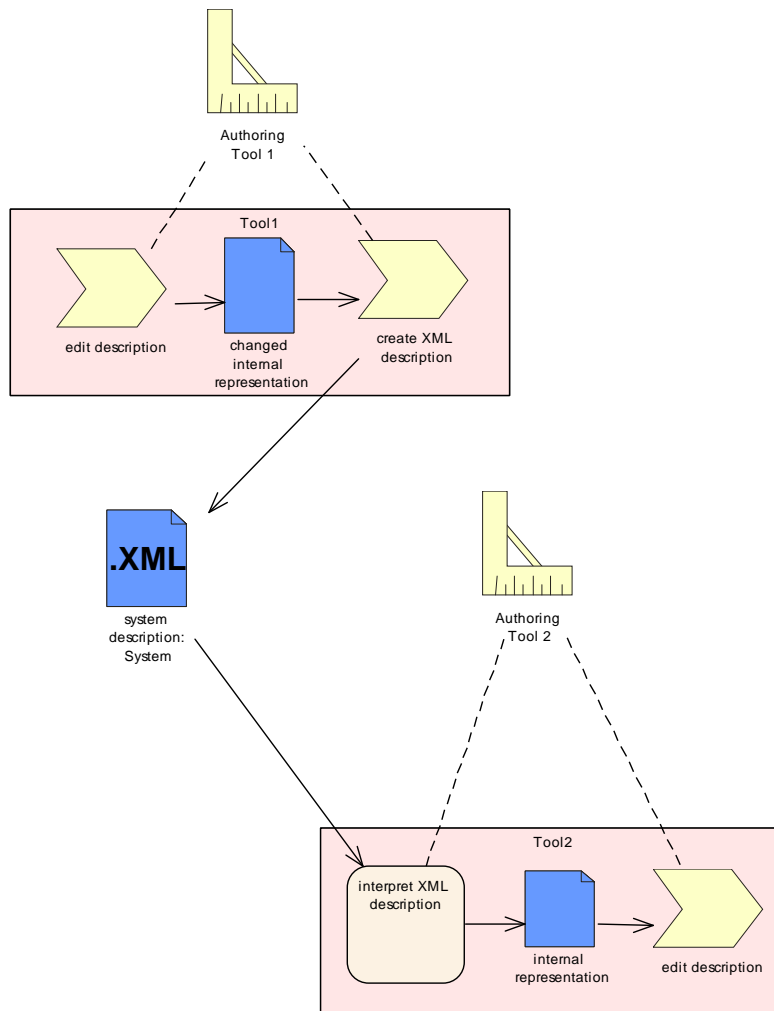 Authoring
Tool 1
Tool1
edit description
changed
internal
representation
create XML
description
.XML
system
description:
System
Authoring
Tool 2
Tool2
interpret XML
description
internal
representation
edit description